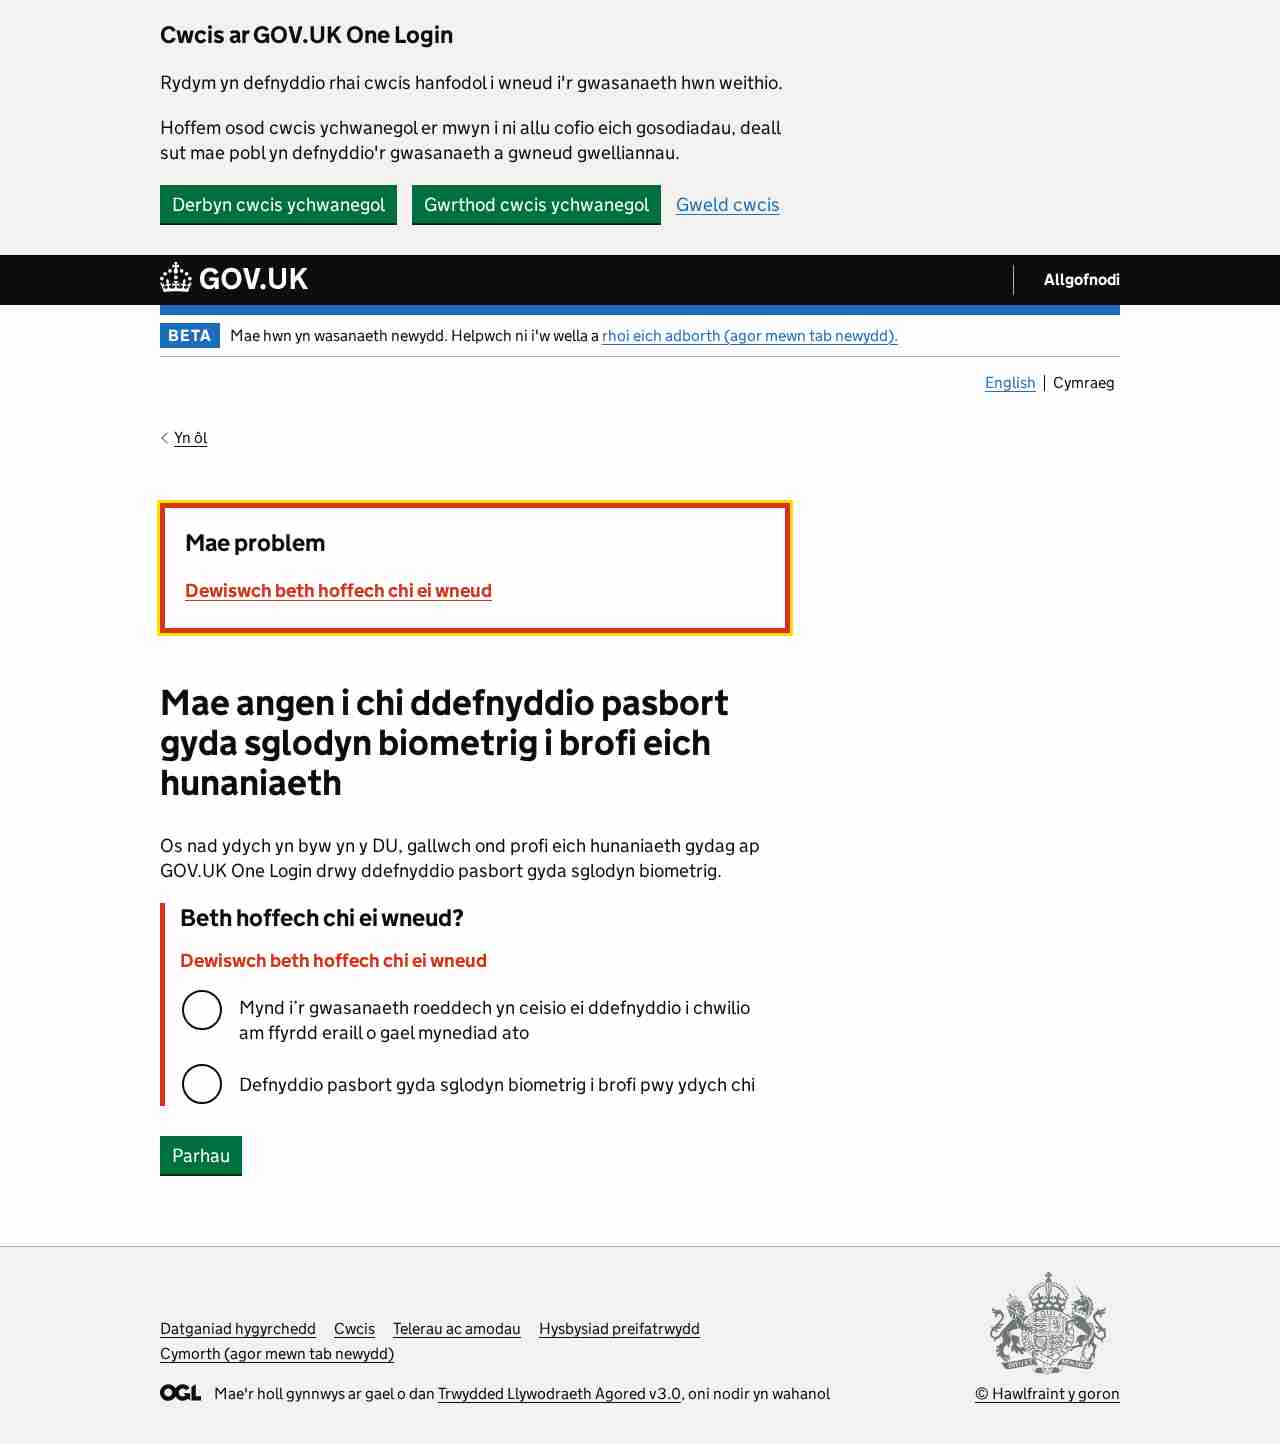 Cwcis ar GOV.UK One Login
Rydym yn defnyddio rhai cwcis hanfodol i wneud i'r gwasanaeth hwn weithio.
Hoffem osod cwcis ychwanegol er mwyn i ni allu cofio eich gosodiadau, deall
sut mae pobl yn defnyddio'r gwasanaeth a gwneud gwelliannau.
Derbyn cwcis ychwanegol Gwrthod cwcis ychwanegol Gweld cwcis
GOV.UK Allgofnodi
BETA Mae hwn yn wasanaeth newydd. Helpwch ni i'w wella a rhoi eich adborth (agor mewn tab newydd).
English Cymraeg
Yn ôl
Mae problem
Dewiswch beth hoffech chi ei wneud
Mae angen i chi ddefnyddio pasbort
gyda sglodyn biometrig i brofi eich
hunaniaeth
Os nad ydych yn byw yn y DU, gallwch ond profi eich hunaniaeth gydag ap
GOV.UK One Login drwy ddefnyddio pasbort gyda sglodyn biometrig.
Beth hoffech chi ei wneud?
Dewiswch beth hoffech chi ei wneud
Mynd i'r gwasanaeth roeddech yn ceisio ei ddefnyddio i chwilio
am ffyrdd eraill o gael mynediad ato
Defnyddio pasbort gyda sglodyn biometrig i brofi pwy ydych chi
Parhau
Datganiad hygyrchedd Cwcis Telerau ac amodau Hysbysiad preifatrwydd
Cymorth (agor mewn tab newydd)
OGL Mae'r holl gynnwys ar gael o dan Trwydded Llywodraeth Agored v3.0, oni nodir yn wahanol
© Hawlfraint y goron